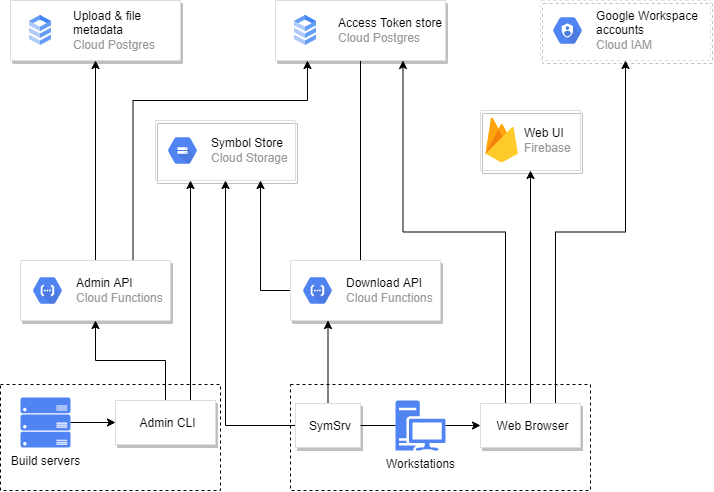 Upload & file
metadata
Cloud Postgres
Access Token store
Cloud Postgres
Google Workspace
accounts
Cloud IAM
Symbol Store
Cloud Storage
Web UI
Firebase
Admin API
Cloud Functions
Download API
Cloud Functions
Build servers
Admin CLI
SymSrv
Workstations
Web Browser